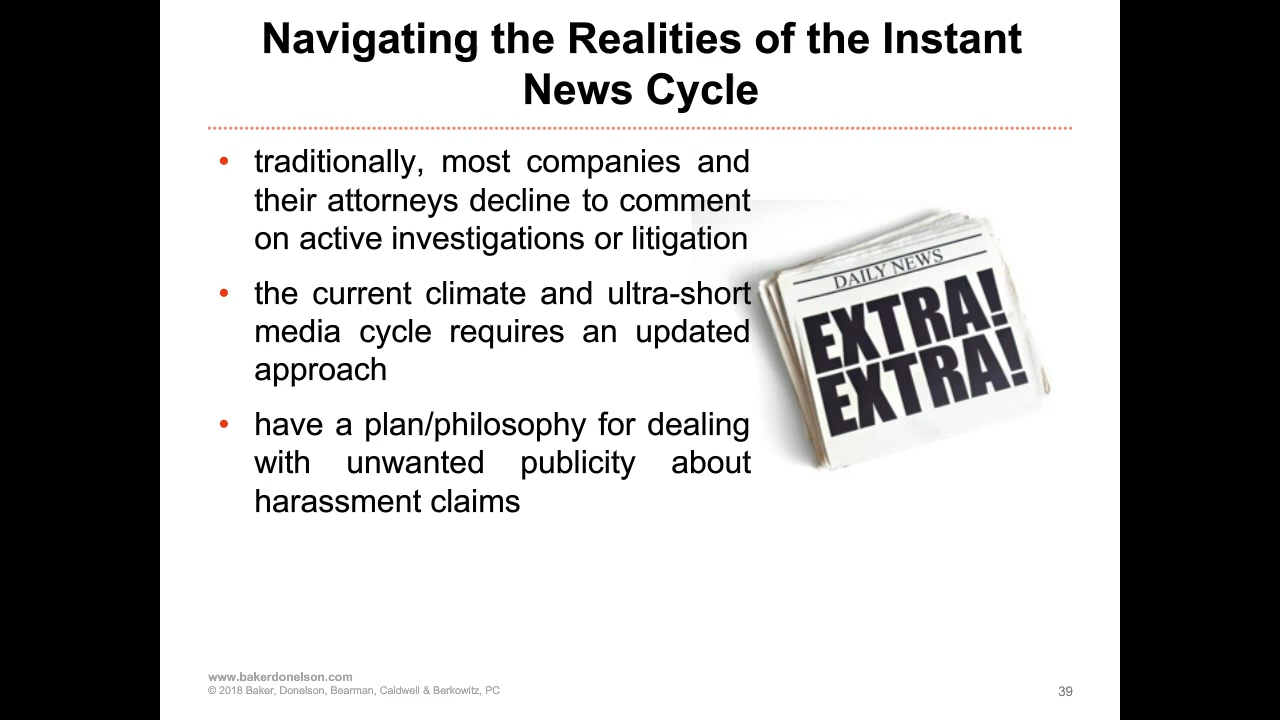 Navigating the Realities of the Instant
News Cycle
• traditionally, most companies and
their attorneys decline to comment
on active investigations or litigation
• the current climate and ultra-short
media cycle requires an updated
approach
• have a plan/philosophy for dealing
with unwanted publicity about
harassment claims
DAILY NEWS
EXTRA!
EXTRA!
www.bakerdonelson.com
© 2018 Baker, Donelson, Bearman, Caldwell & Berkowitz, PC
39